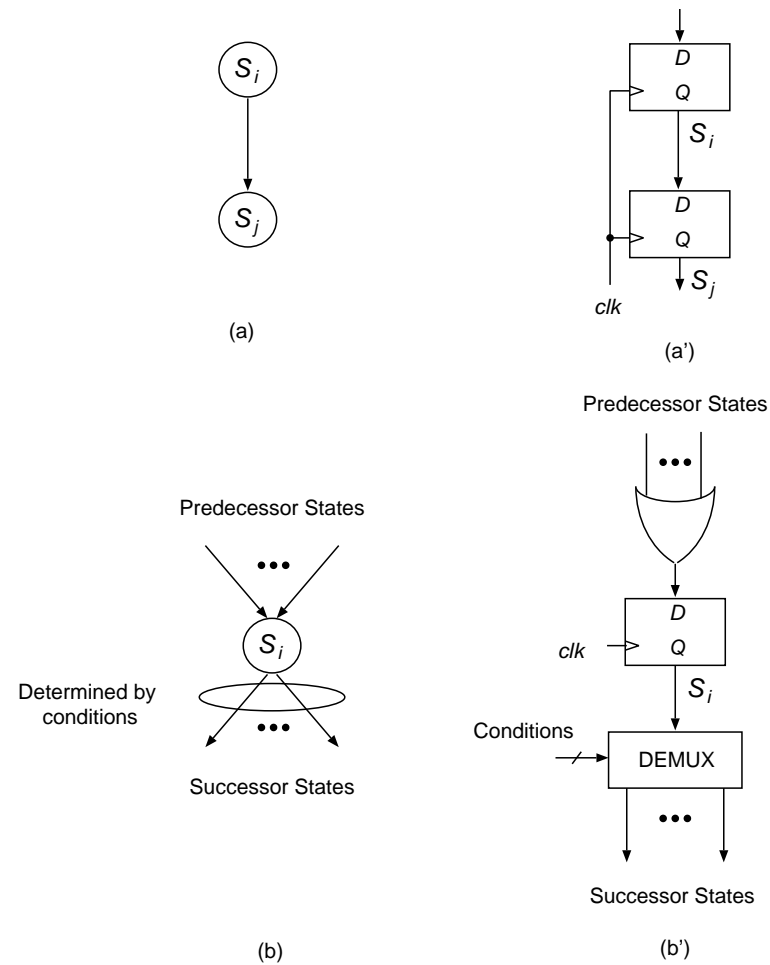 S_i
S_j
(a)
D
Q
S_i
D
Q
S_j
clk
(a’)
Predecessor States
•••
S_i
Determined by
conditions
•••
Successor States
(b)
Predecessor States
•••
D
Q
clk
S_i
Conditions
DEMUX
•••
Successor States
(b’)